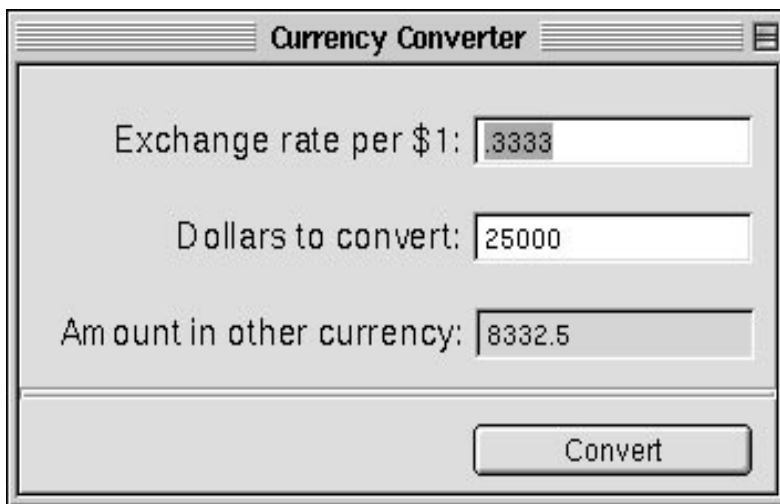 Currency Converter
Exchange rate per $1: .3333
Dollars to convert: 25000
Amount in other currency: 8332.5
Convert